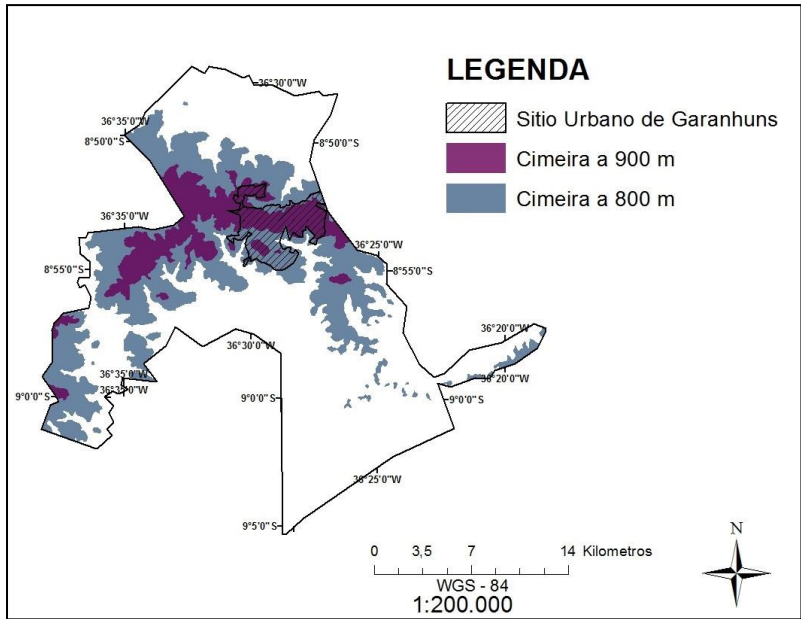 LEGENDA
Sitio Urbano de Garanhuns
Cimeira a 900 m
Cimeira a 800 m
36°30'0"W
36°35'0"W
8°50'0"S
8°50'0"S
36°35'0"W
36°25'0"W
8°55'0"S
8°55'0"S
36°20'0"W
36°30'0"W
36°35'0"W
36°20'0"W
36°35'0"W
9°0'0"S
9°0'0"S
9°0'0"S
36°25'0"W
9°5'0"S
N
0 3,5 7 14 Kilometros
WGS - 84
1:200.000